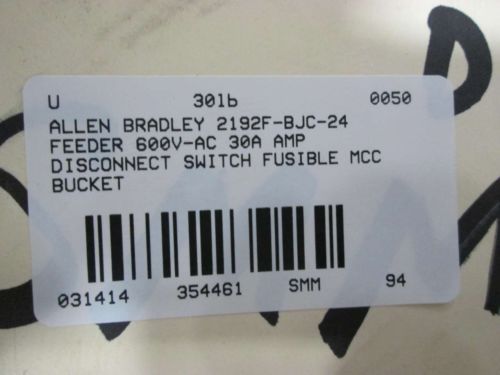 U 30lb 0050
ALLEN BRADLEY 2192F-BJC-24
FEEDER 600V-AC 30A AMP
DISCONNECT SWITCH FUSIBLE MCC
BUCKET
031414 354461 SMM 94